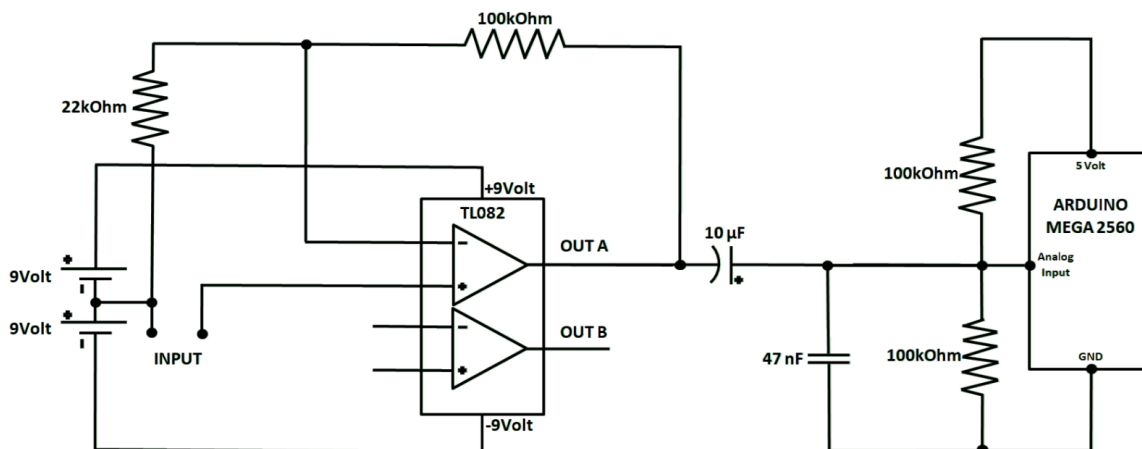 100kOhm
22kOhm
+9Volt
TL082
9Volt
9Volt
INPUT
-9Volt
OUT A
OUT B
10 µF
47 nF
100kOhm
100kOhm
5 Volt
ARDUINO
MEGA 2560
Analog
Input
GND